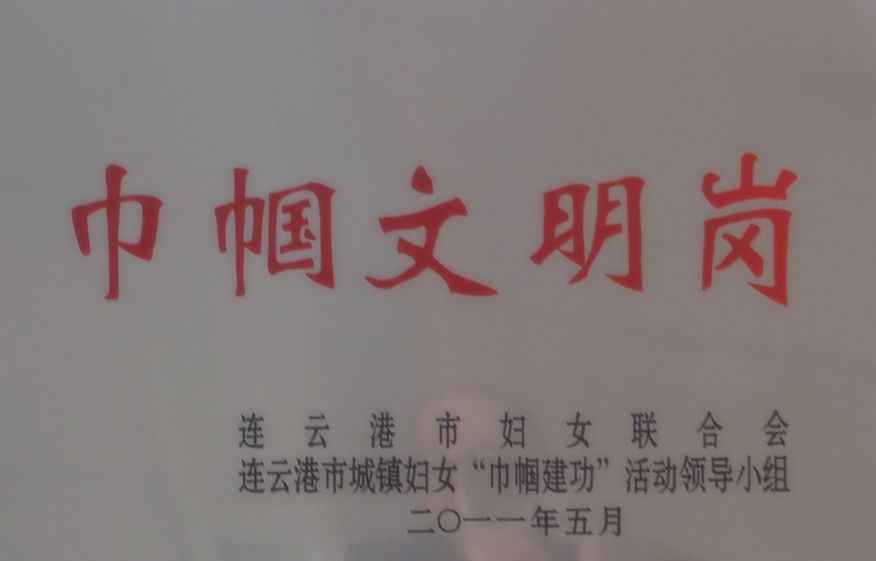 巾帼文明岗
连云港市妇女联合会
连云港市城镇妇女“巾帼建功”活动领导小组
二〇一一年五月